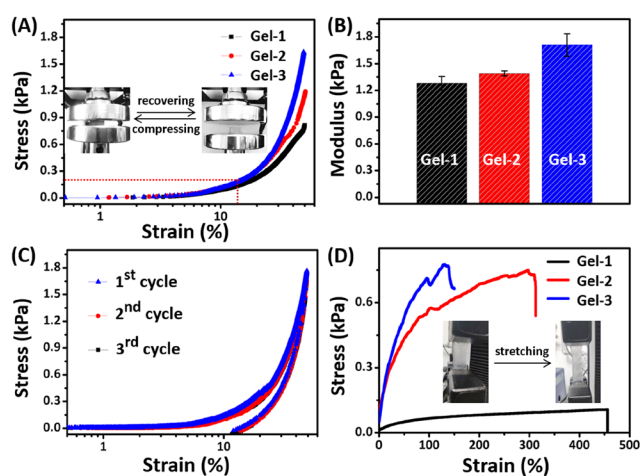 (A)
Stress (kPa)
1.8
1.5
1.2
0.9
0.6
0.3
0.0
Gel-1
Gel-2
Gel-3
recovering
compressing
1
10
Strain (%)
(B)
Modulus (kPa)
1.8
1.5
1.2
0.9
0.6
0.3
0.0
Gel-1
Gel-2
Gel-3
(C)
Stress (kPa)
1.8
1.5
1.2
0.9
0.6
0.3
0.0
1st cycle
2nd cycle
3rd cycle
1
10
Strain (%)
(D)
Stress (kPa)
0.6
0.3
0.0
Gel-1
Gel-2
Gel-3
stretching
0
100
200
300
400
500
Strain (%)